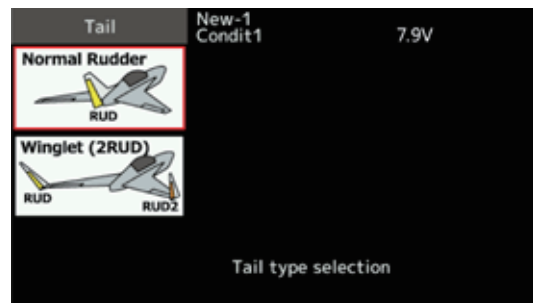 Tail
New-1
Condit1
7.9V
Normal Rudder
RUD
Winglet (2RUD)
RUD
RUD2
Tail type selection